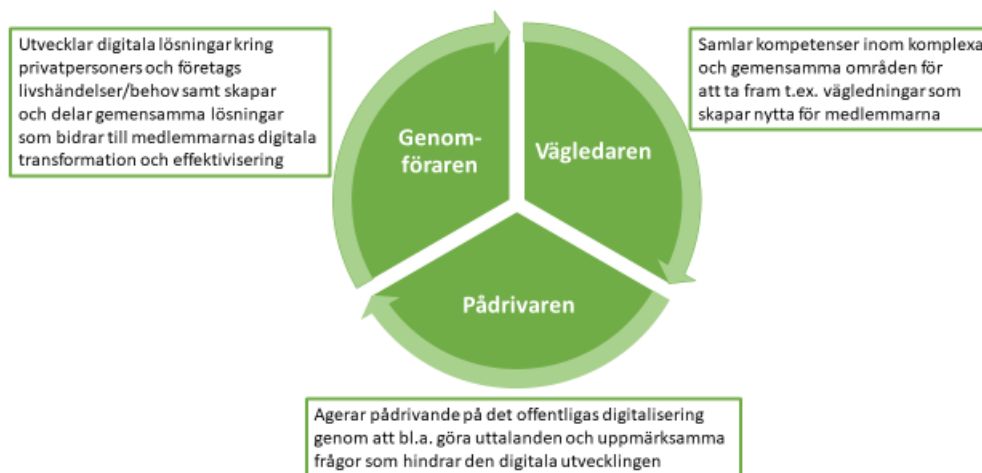 Utvecklar digitala lösningar kring
privatpersoners och företags
livshändelser/behov samt skapar
och delar gemensamma lösningar
som bidrar till medlemmarnas digitala
transformation och effektivisering
Genom-
föraren
Vägledaren
Samlar kompetenser inom komplexa
och gemensamma områden för
att ta fram t.ex. vägledningar som
skapar nytta för medlemmarna
Pådrivaren
Agerar pådrivande på det offentligas digitalisering
genom att bl.a. göra uttalanden och uppmärksamma
frågor som hindrar den digitala utvecklingen